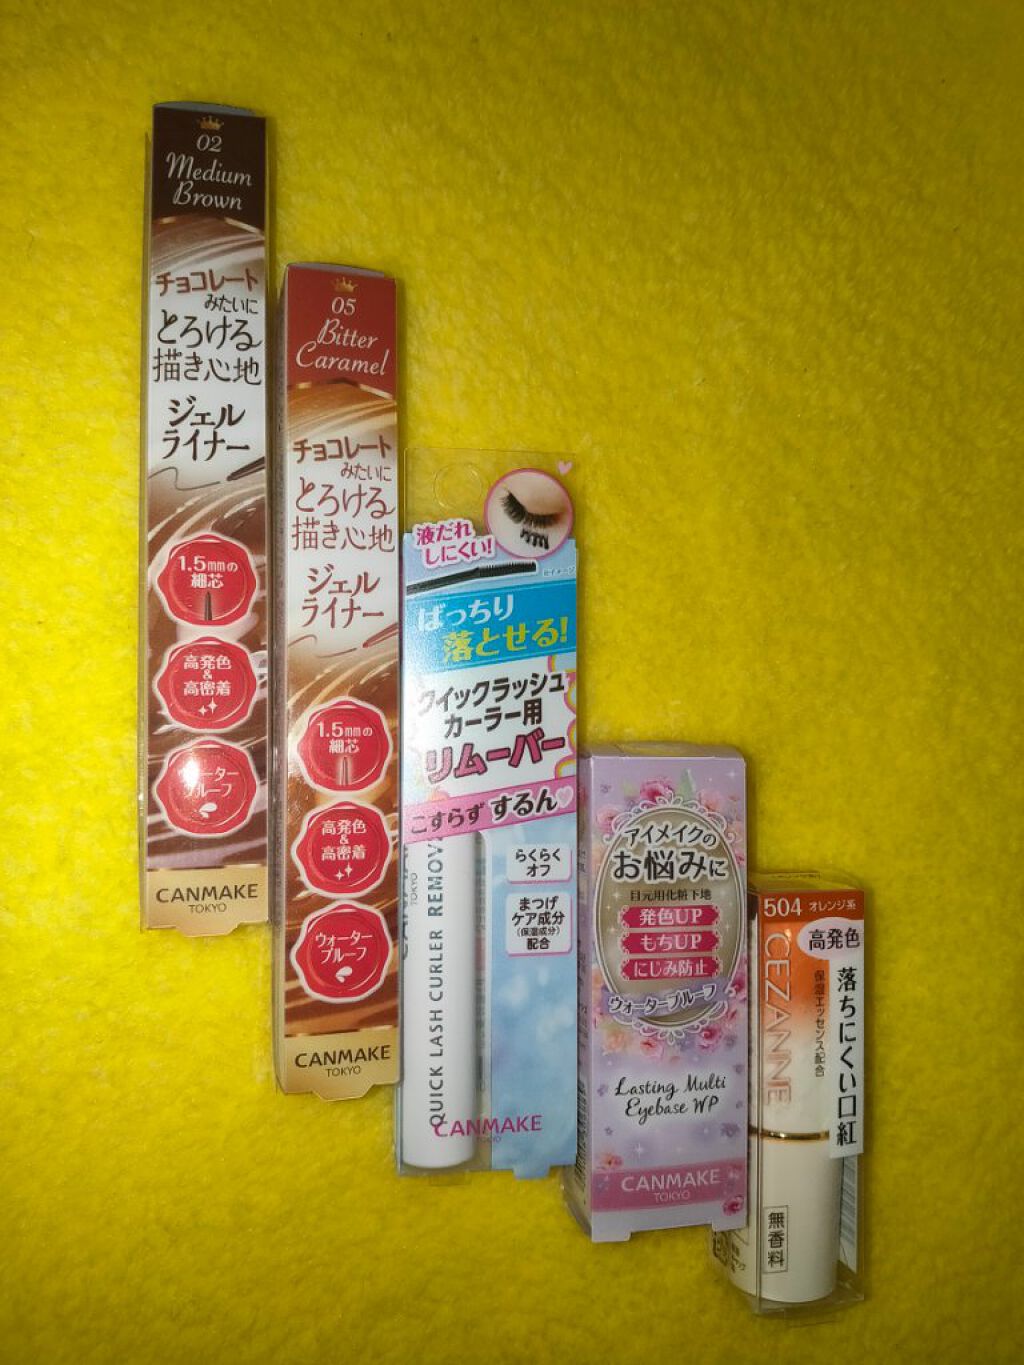 02
Medium
Brown
チョコレート
みたいに
とろける
描き心地
ジェル
ライナー
1.5mmの
細芯
高発色
&
高密着
ウォーター
プルーフ
CANMAKE
TOKYO
05
Bitter
Caramel
チョコレート
みたいに
とろける
描き心地
ジェル
ライナー
1.5mmの
細芯
高発色
&
高密着
ウォーター
プルーフ
CANMAKE
TOKYO
液だれ
しにくい!
ばっちり
落とせる!
クイックラッシュ
カーラー用
リムーバー
こすらず するん
らくらく
オフ
まつげ
ケア成分
(保湿成分)
配合
QUICK LASH CURLER REMOV
TOKYO
CANMAKE
TOKYO
アイメイクの
お悩みに
目元用化粧下地
発色UP
もちUP
にじみ防止
ウォータープルーフ
Lasting Multi
Eyebase WP
CANMAKE
TOKYO
504 オレンジ系
高発色
落ちにくい口紅
保湿エッセンス配合
CEZANNE
無香料